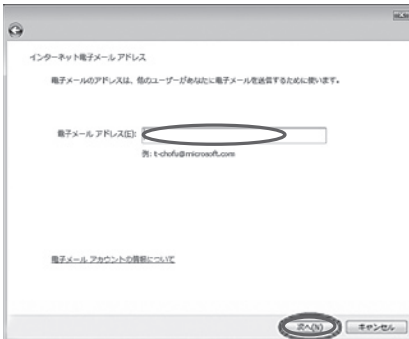 インターネット電子メール アドレス
電子メールのアドレスは、他のユーザーがあなたに電子メールを送信するために使います。
電子メール アドレス(E):
例: t-chofu@microsoft.com
電子メール アカウントの情報について
次へ(N)
キャンセル